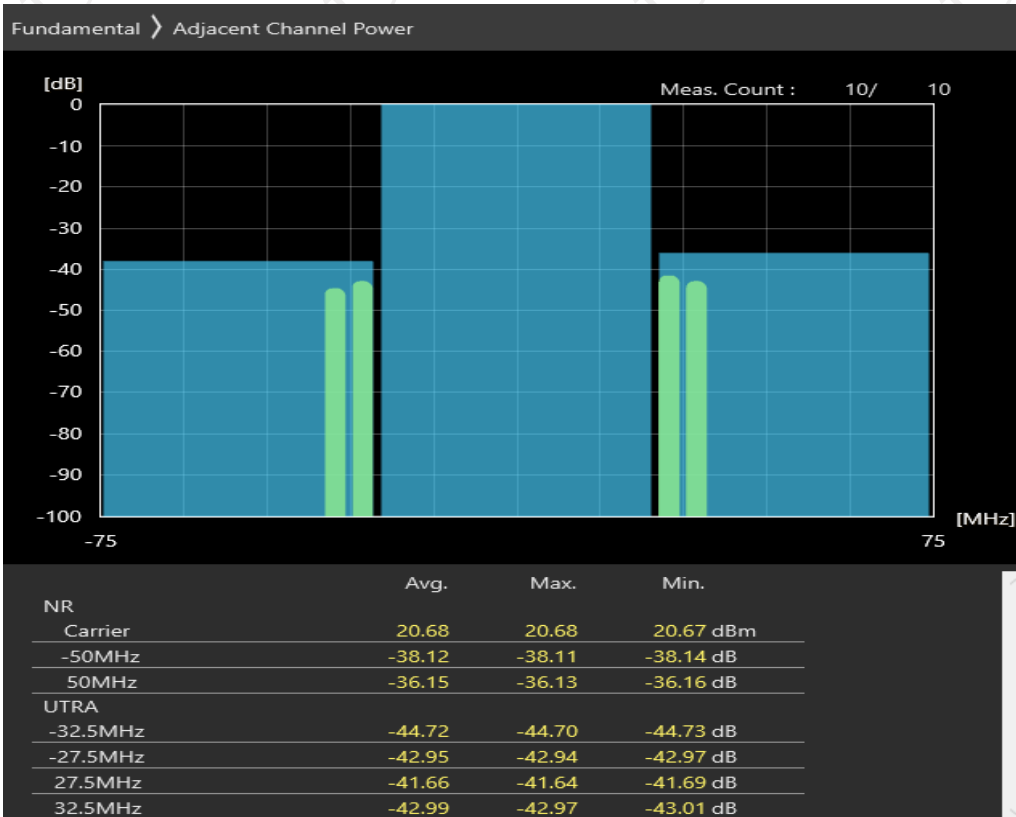 Fundamental 〉 Adjacent Channel Power
[dB]
Meas. Count : 10/ 10
0
-10
-20
-30
-40
-50
-60
-70
-80
-90
-100
[MHz]
-75 75
Avg. Max. Min.
NR
Carrier 20.68 20.68 20.67 dBm
-50MHz -38.12 -38.11 -38.14 dB
50MHz -36.15 -36.13 -36.16 dB
UTRA
-32.5MHz -44.72 -44.70 -44.73 dB
-27.5MHz -42.95 -42.94 -42.97 dB
27.5MHz -41.66 -41.64 -41.69 dB
32.5MHz -42.99 -42.97 -43.01 dB